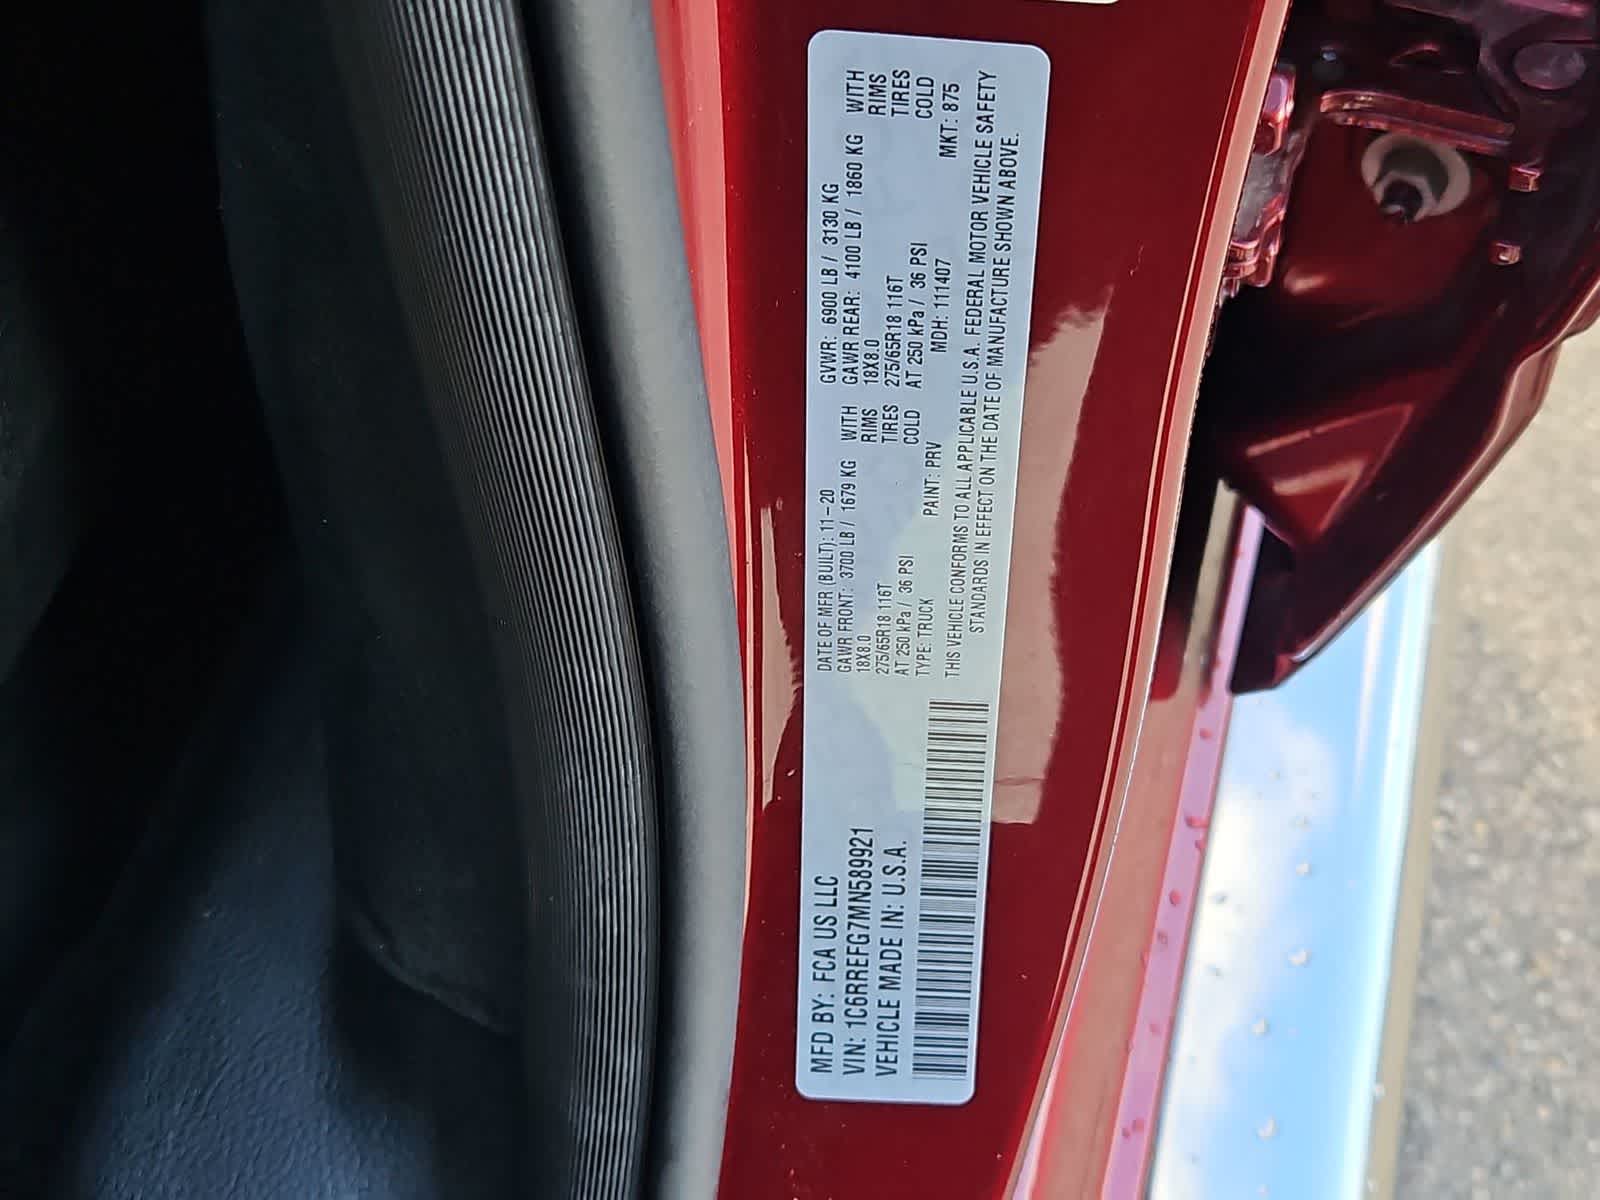 MFD BY: FCA US LLC
VIN: 1C6RREFG7MN589921
VEHICLE MADE IN: U.S.A.
DATE OF MFR (BUILT): 11-20 GVWR: 6900 LB / 3130 KG
GAWR FRONT: 3700 LB / 1679 KG WITH GAWR REAR: 4100 LB / 1860 KG WITH
18X8.0 RIMS 18X8.0 RIMS
275/65R18 116T TIRES 275/65R18 116T TIRES
AT 250 kPa / 36 PSI COLD AT 250 kPa / 36 PSI COLD
TYPE: TRUCK PAINT: PRV MDH: 111407 MKT: 875
THIS VEHICLE CONFORMS TO ALL APPLICABLE U.S.A. FEDERAL MOTOR VEHICLE SAFETY
STANDARDS IN EFFECT ON THE DATE OF MANUFACTURE SHOWN ABOVE.